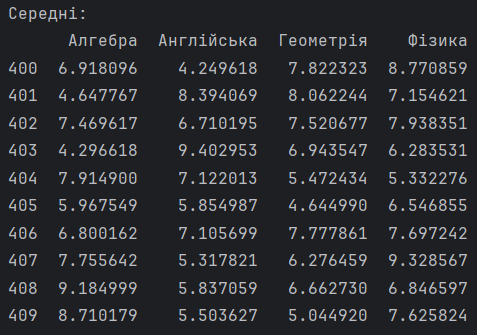 Середні:
Алгебра Англійська Геометрія Фізика
400 6.918096 4.249618 7.822323 8.770859
401 4.647767 8.394069 8.062244 7.154621
402 7.469617 6.710195 7.520677 7.938351
403 4.296618 9.402953 6.943547 6.283531
404 7.914900 7.122013 5.472434 5.332276
405 5.967549 5.854987 4.644990 6.546855
406 6.800162 7.105699 7.777861 7.697242
407 7.755642 5.317821 6.276459 9.328567
408 9.184999 5.837059 6.662730 6.846597
409 8.710179 5.503627 5.044920 7.625824